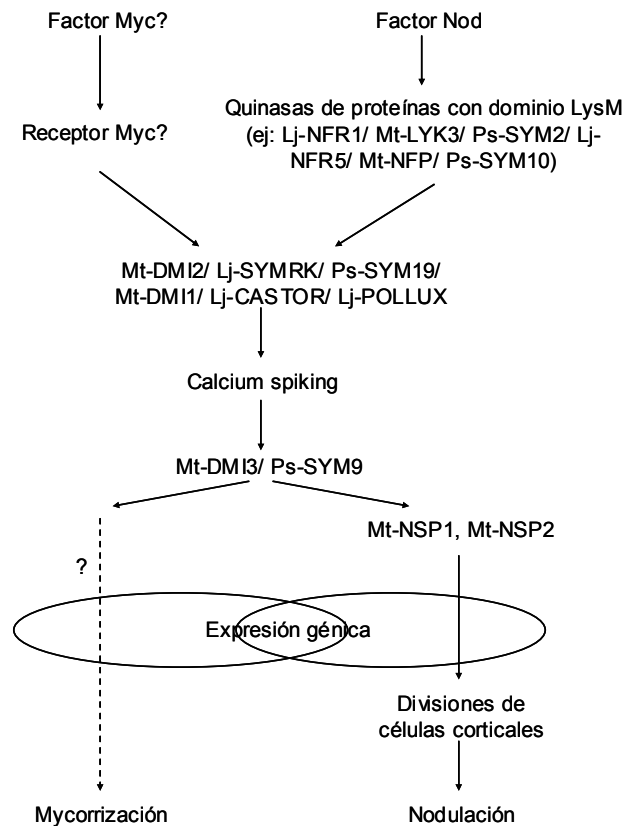 Factor Myc?
Factor Nod
Receptor Myc?
Quinasas de proteínas con dominio LysM
(ej: Lj-NFR1/ Mt-LYK3/ Ps-SYM2/ Lj-
NFR5/ Mt-NFP/ Ps-SYM10)
Mt-DMI2/ Lj-SYMRK/ Ps-SYM19/
Mt-DMI1/ Lj-CASTOR/ Lj-POLLUX
Calcium spiking
Mt-DMI3/ Ps-SYM9
Mt-NSP1, Mt-NSP2
?
Expresión génica
Divisiones de
células corticales
Mycorrización
Nodulación